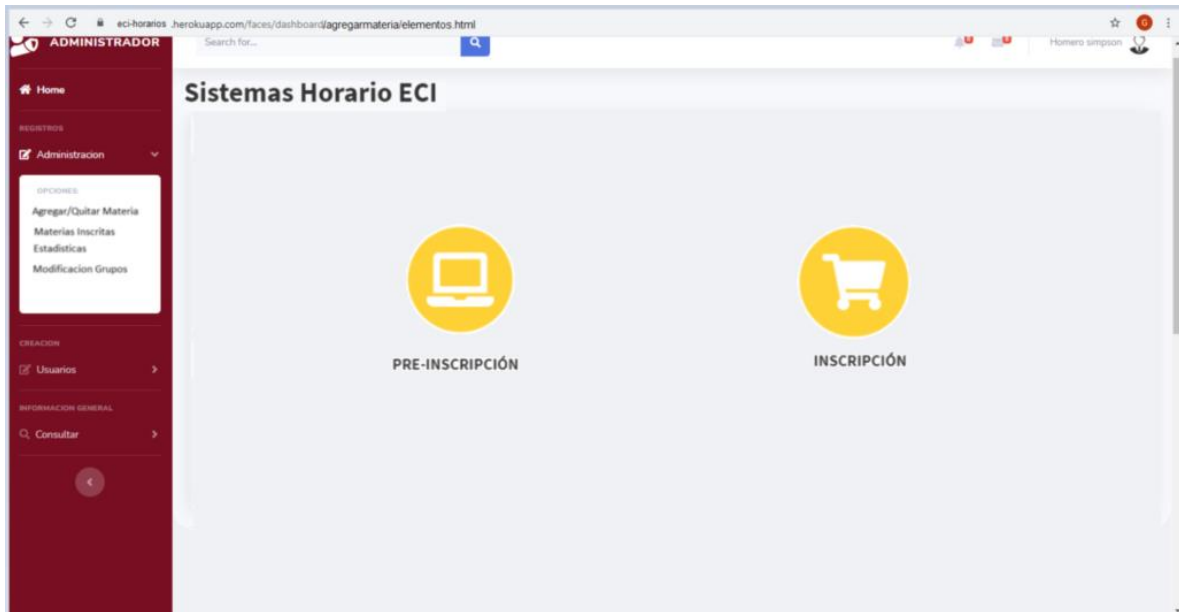 eci-horarios .herokuapp.com/faces/dashboard/agregarmateria/elementos.html
G
ADMINISTRADOR
Search for...
Homero simpson
Home
Sistemas Horario ECI
REGISTROS
Administracion
OPCIONES
Agregar/Quitar Materia
Materias Inscritas
Estadisticas
Modificacion Grupos
PRE-INSCRIPCIÓN
INSCRIPCIÓN
CREACION
Usuarios
INFORMACION GENERAL
Consultar